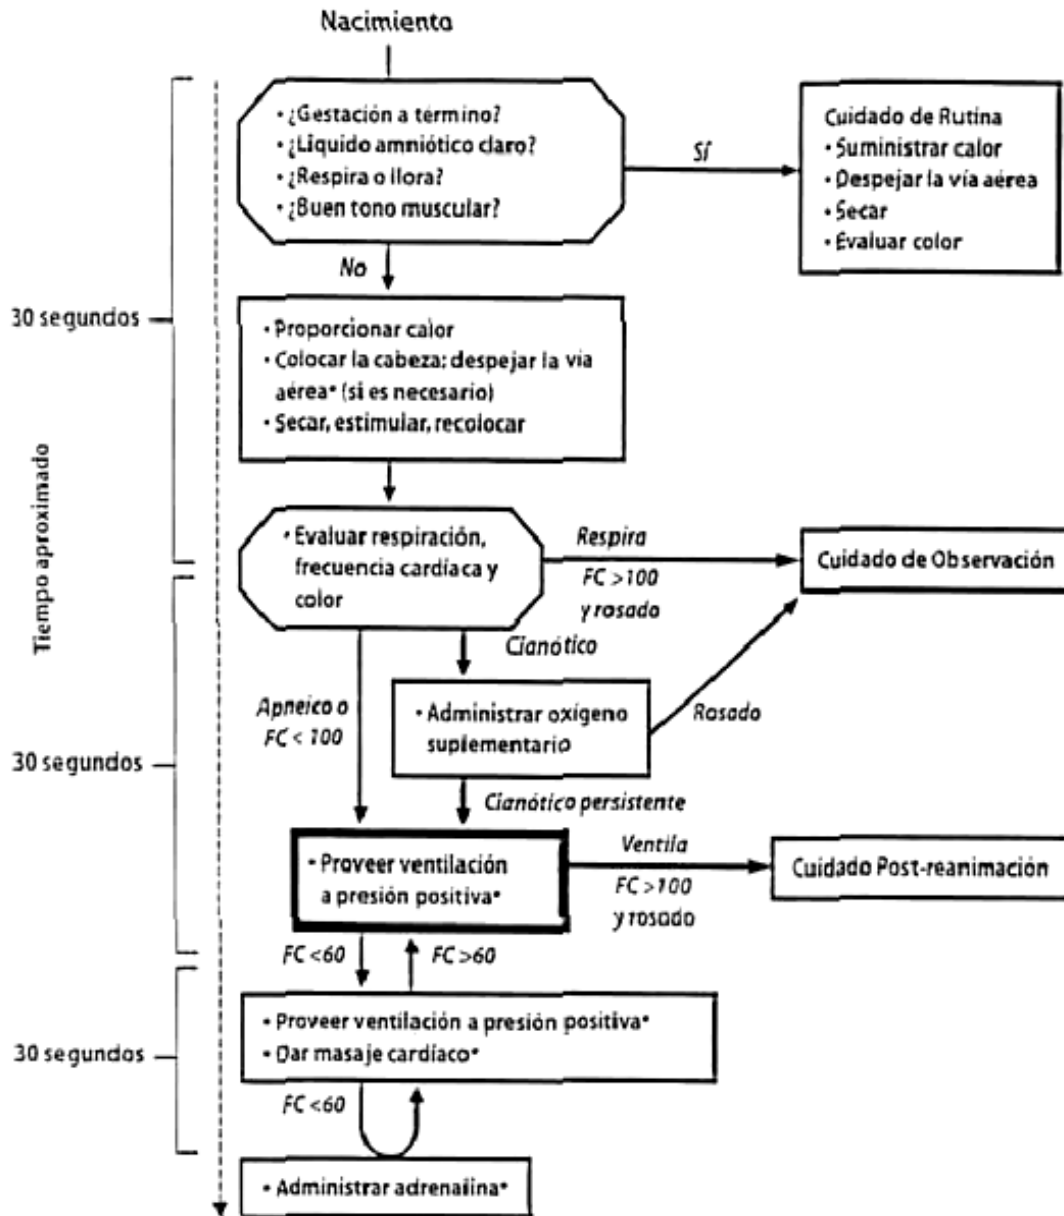 Nacimiento
• ¿Gestación a término?
• ¿Líquido amniótico claro?
• ¿Respira o llora?
• ¿Buen tono muscular?
Sí
Cuidado de Rutina
• Suministrar calor
• Despejar la vía aérea
• Secar
• Evaluar color
No
30 segundos
• Proporcionar calor
• Colocar la cabeza; despejar la vía
aérea* (si es necesario)
• Secar, estimular, recolocar
Tiempo aproximado
• Evaluar respiración,
frecuencia cardíaca y
color
Respira
FC >100
y rosado
Cuidado de Observación
Cianótico
Apneico o
FC < 100
• Administrar oxígeno
suplementario
Rosado
30 segundos
Cianótico persistente
• Proveer ventilación
a presión positiva*
Ventila
FC >100
y rosado
Cuidado Post-reanimación
FC <60
FC >60
30 segundos
• Proveer ventilación a presión positiva*
• Dar masaje cardíaco*
FC <60
• Administrar adrenalina*